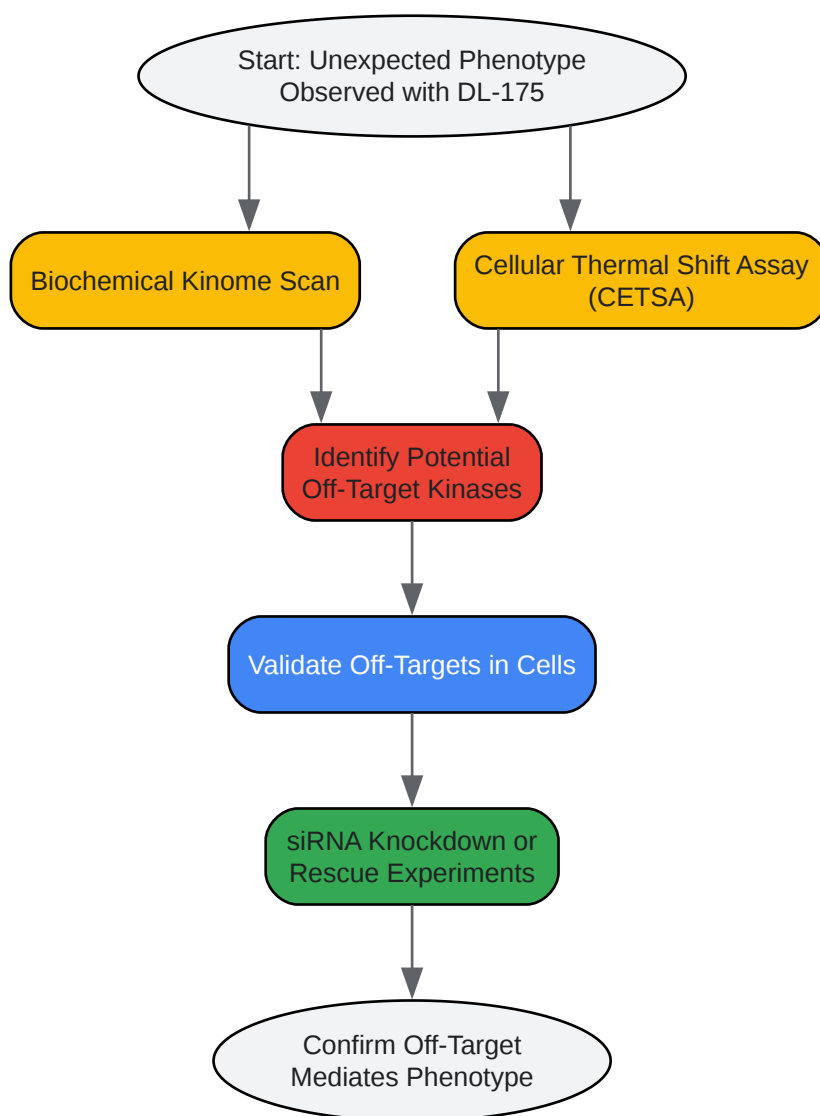 Start: Unexpected Phenotype
Observed with DL-175
Biochemical Kinome Scan
Cellular Thermal Shift Assay
(CETSA)
Identify Potential
Off-Target Kinases
Validate Off-Targets in Cells
siRNA Knockdown or
Rescue Experiments
Confirm Off-Target
Mediates Phenotype